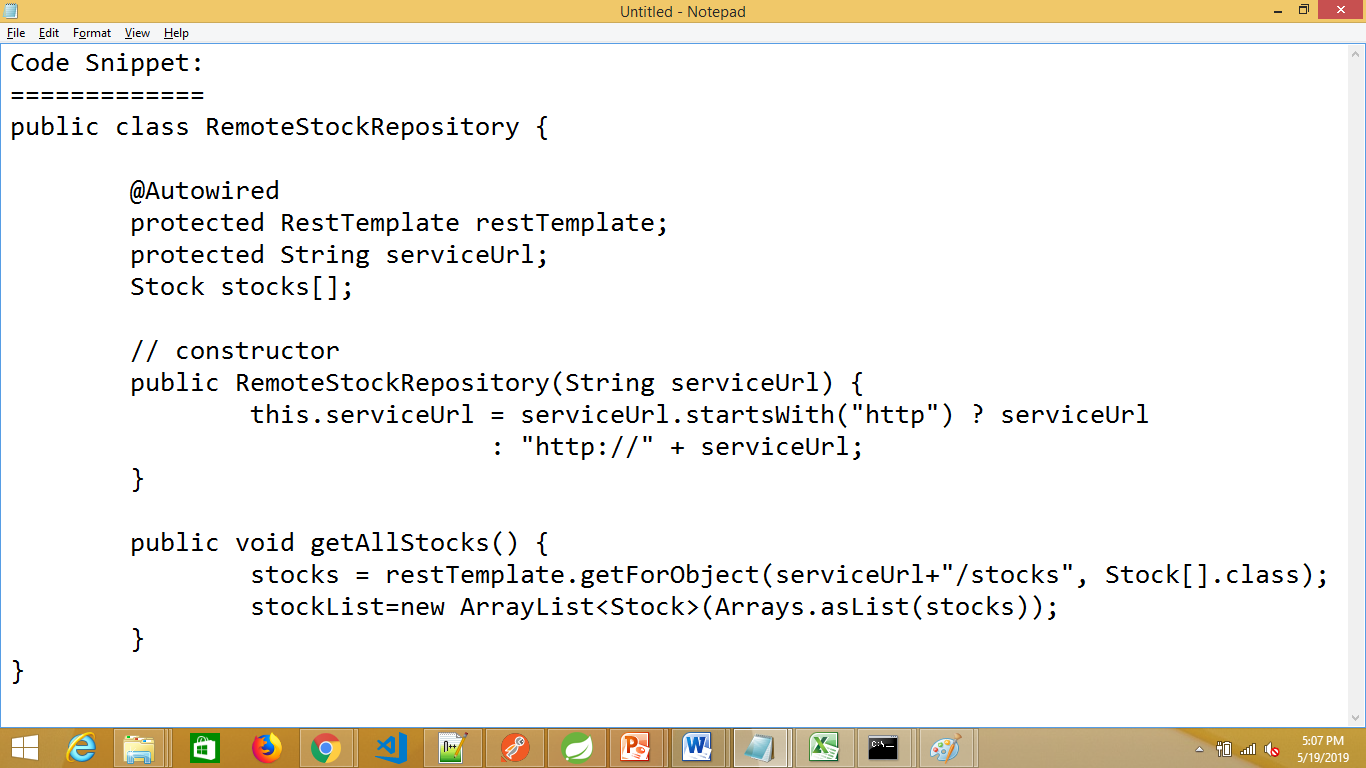 Untitled - Notepad
File Edit Format View Help
Code Snippet:
=============
public class RemoteStockRepository {
@Autowired
protected RestTemplate restTemplate;
protected String serviceUrl;
Stock stocks[];
// constructor
public RemoteStockRepository(String serviceUrl) {
this.serviceUrl = serviceUrl.startsWith("http") ? serviceUrl
: "http://" + serviceUrl;
}
public void getAllStocks() {
stocks = restTemplate.getForObject(serviceUrl+"/stocks", Stock[].class);
stockList=new ArrayList<Stock>(Arrays.asList(stocks));
}
}
5:07 PM
5/19/2019